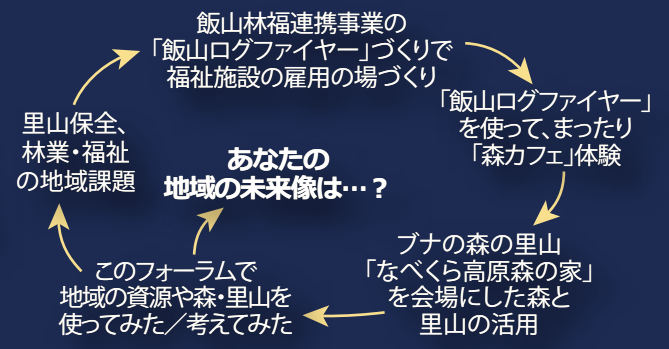 飯山林福連携事業の
「飯山ログファイヤー」づくりで
福祉施設の雇用の場づくり
「飯山ログファイヤー」
を使って、まったり
「森カフェ」体験
ブナの森の里山
「なべくら高原森の家」
を会場にした森と
里山の活用
このフォーラムで
地域の資源や森・里山を
使ってみた／考えてみた
里山保全、
林業・福祉
の地域課題
あなたの
地域の未来像は…？